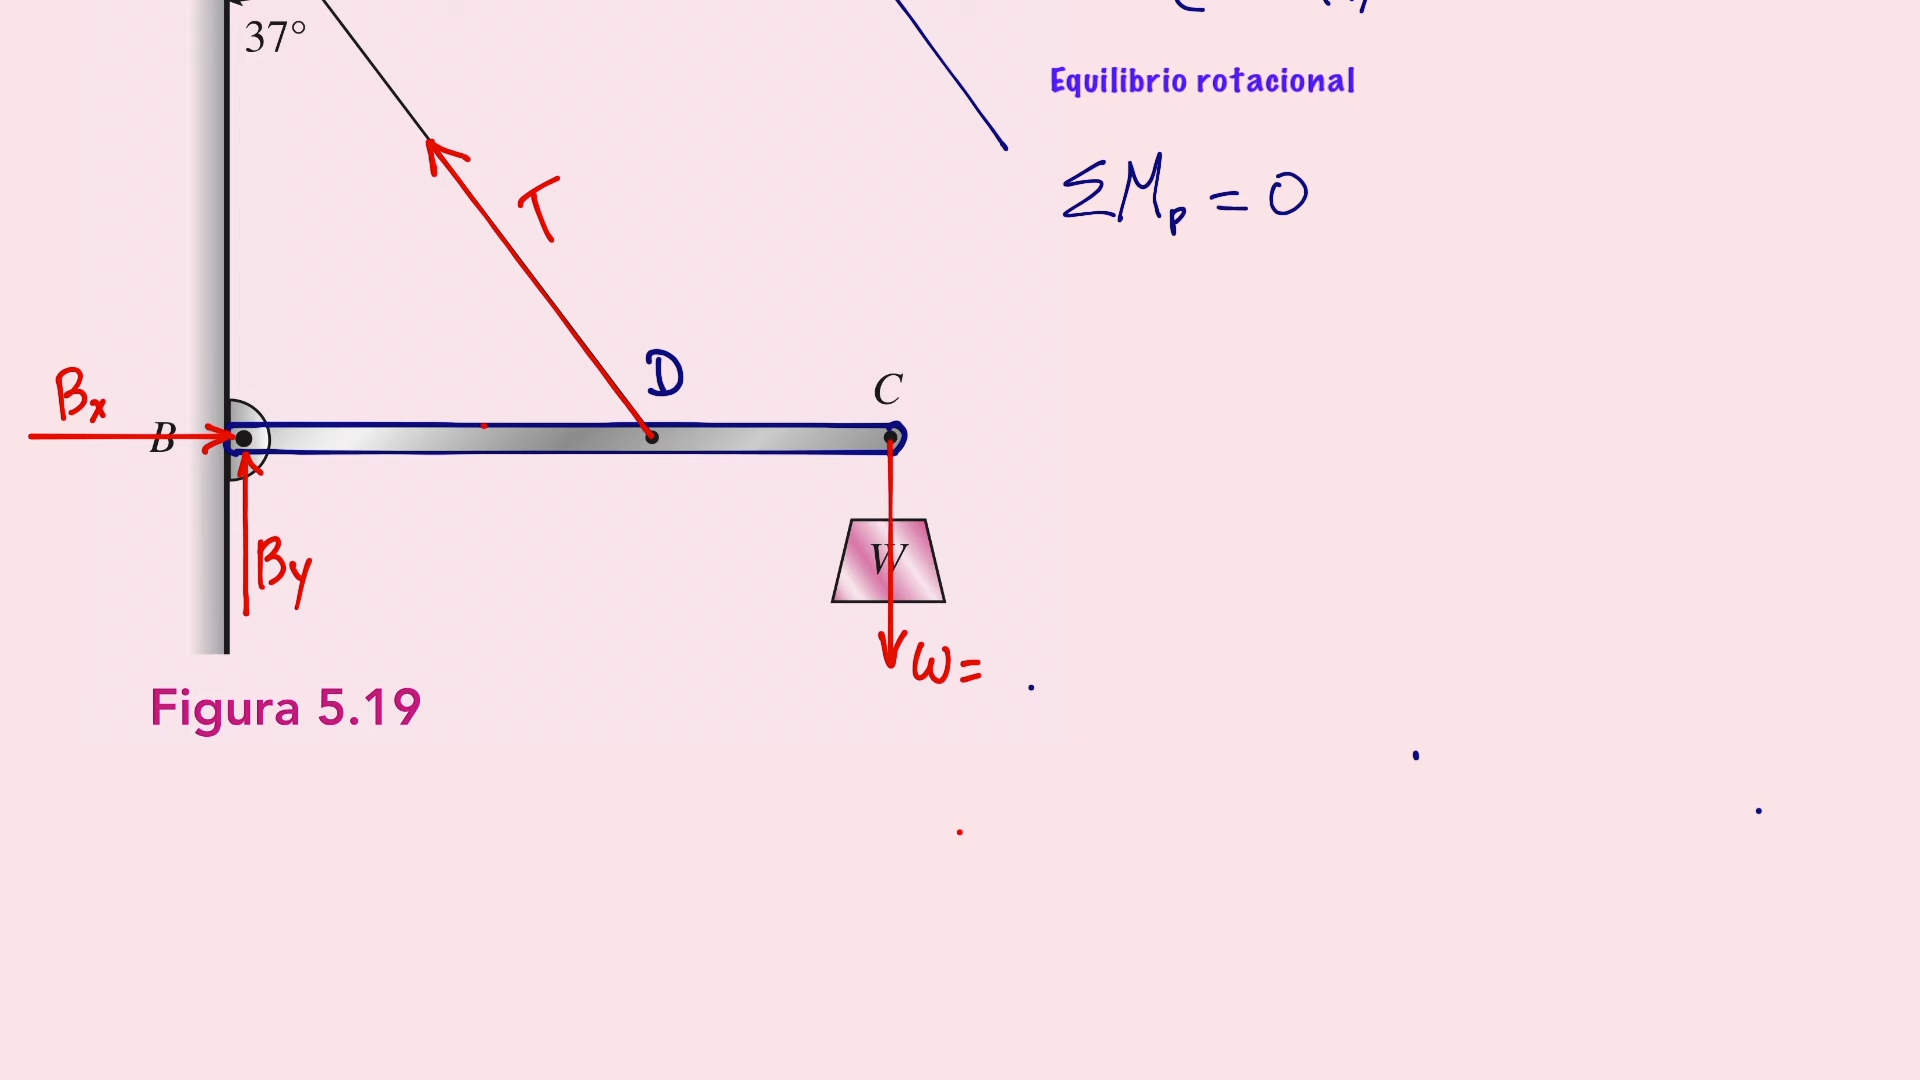 37°
Equilibrio rotacional
ΣM_p = 0
T
D
C
B_x
B
B_y
W
W=
Figura 5.19